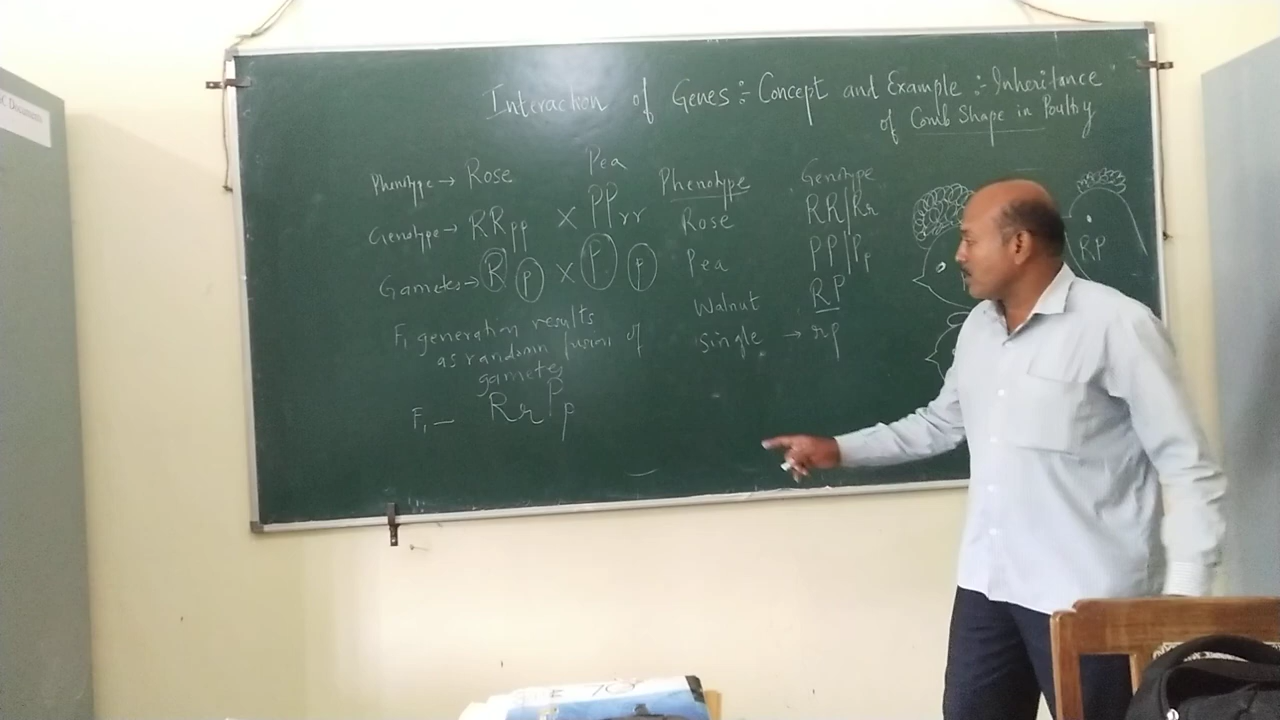 Interaction of Genes :- Concept and Example :- Inheritance
of Comb Shape in Poultry
Phenotype → Rose Pea
Genotype → RRpp × PPrr
Gametes → R p × P
F1 generation results
as random fusion of
gametes
F1 — RrPp
Phenotype Genotype
Rose RR/Rr
Pea PP/Pp
Walnut RP
Single → rp
RP